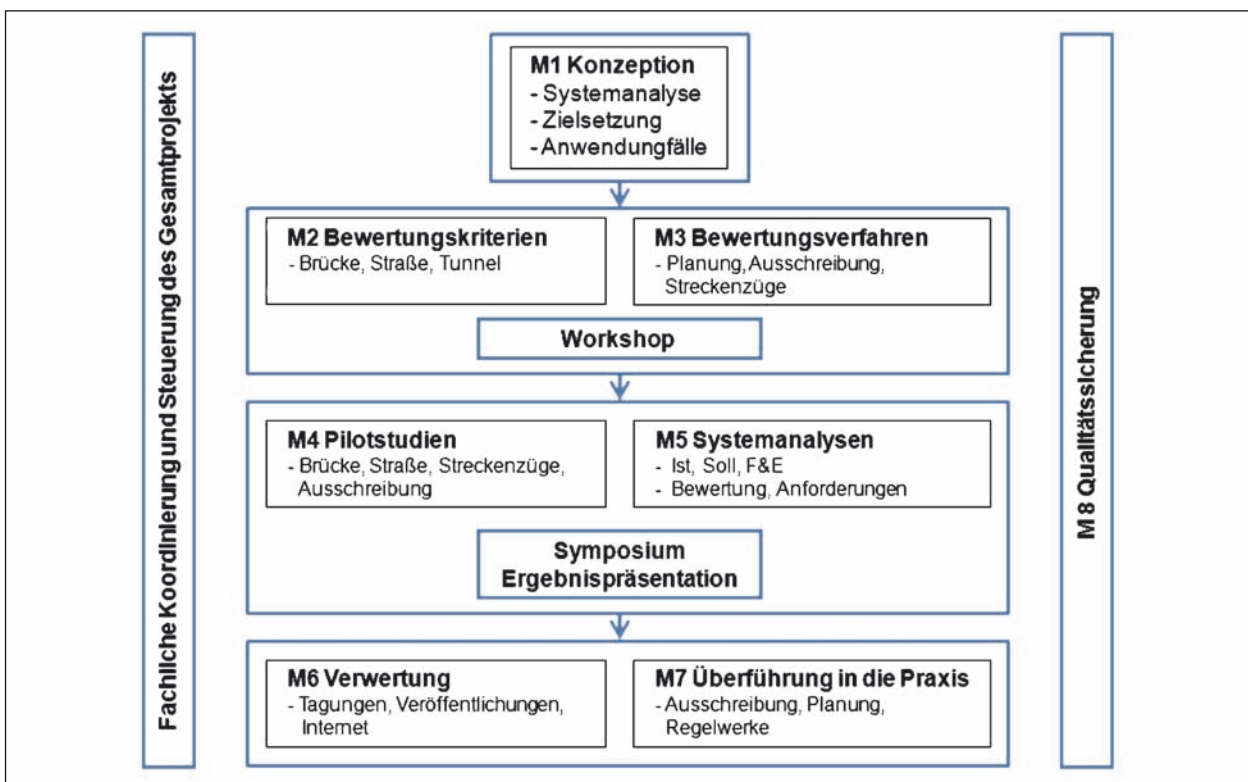 Fachliche Koordinierung und Steuerung des Gesamtprojekts
M1 Konzeption
- Systemanalyse
- Zielsetzung
- Anwendungfälle
M2 Bewertungskriterien
- Brücke, Straße, Tunnel
M3 Bewertungsverfahren
- Planung, Ausschreibung,
Streckenzüge
Workshop
M4 Pilotstudien
- Brücke, Straße, Streckenzüge,
Ausschreibung
M5 Systemanalysen
- Ist, Soll, F&E
- Bewertung, Anforderungen
Symposium
Ergebnispräsentation
M6 Verwertung
- Tagungen, Veröffentlichungen,
Internet
M7 Überführung in die Praxis
- Ausschreibung, Planung,
Regelwerke
M 8 Qualitätssicherung